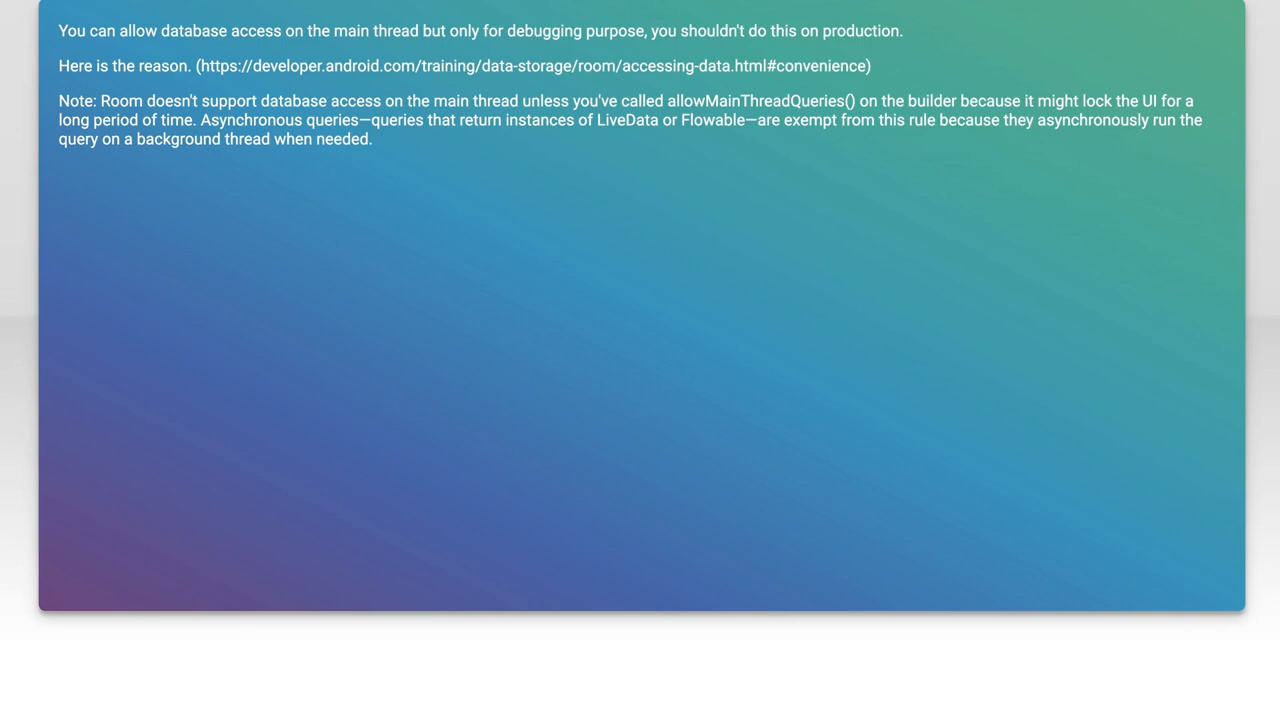 You can allow database access on the main thread but only for debugging purpose, you shouldn't do this on production.
Here is the reason. (https://developer.android.com/training/data-storage/room/accessing-data.html#convenience)
Note: Room doesn't support database access on the main thread unless you've called allowMainThreadQueries() on the builder because it might lock the UI for a
long period of time. Asynchronous queries—queries that return instances of LiveData or Flowable—are exempt from this rule because they asynchronously run the
query on a background thread when needed.